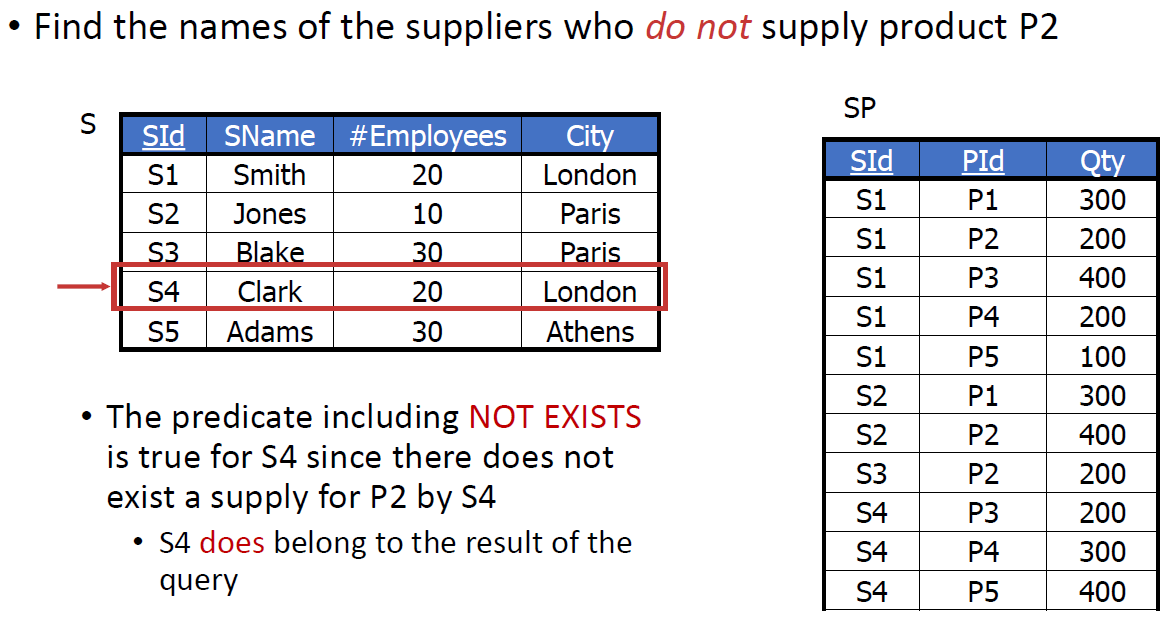 • Find the names of the suppliers who do not supply product P2
S
SId SName #Employees City
S1 Smith 20 London
S2 Jones 10 Paris
S3 Blake 30 Paris
S4 Clark 20 London
S5 Adams 30 Athens
• The predicate including NOT EXISTS
is true for S4 since there does not
exist a supply for P2 by S4
• S4 does belong to the result of the
query
SP
SId PId Qty
S1 P1 300
S1 P2 200
S1 P3 400
S1 P4 200
S1 P5 100
S2 P1 300
S2 P2 400
S3 P2 200
S4 P3 200
S4 P4 300
S4 P5 400